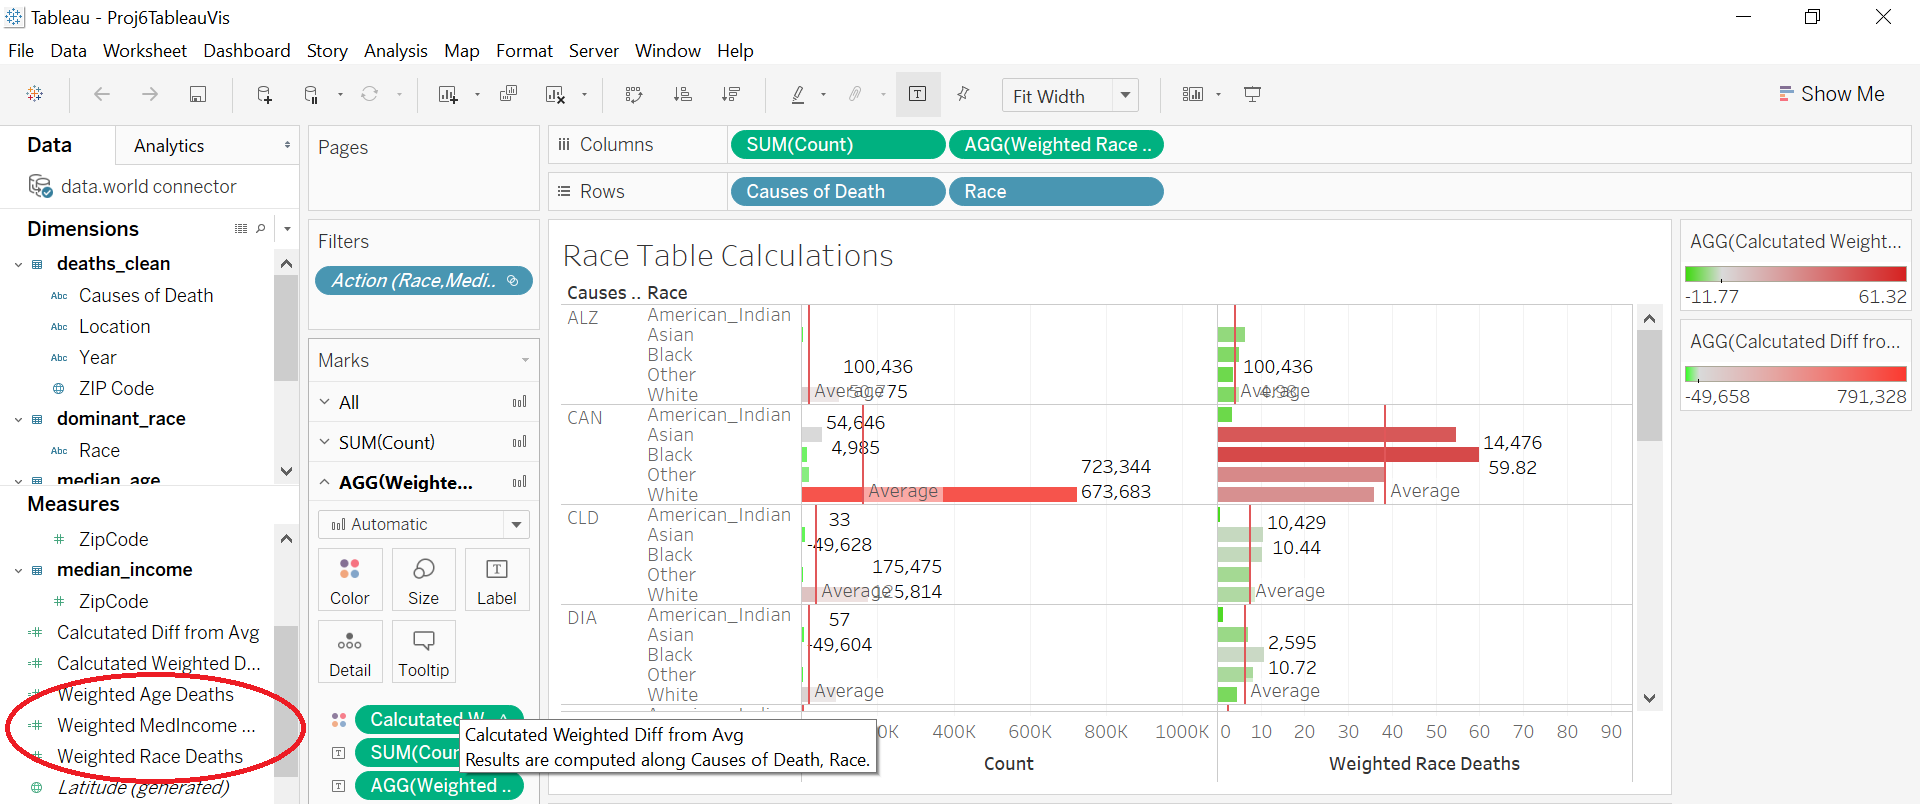 Tableau - Proj6TableauVis
File Data Worksheet Dashboard Story Analysis Map Format Server Window Help
Fit Width
Show Me
Data
Analytics
data.world connector
Dimensions
deaths_clean
Abc Causes of Death
Abc Location
Abc Year
ZIP Code
dominant_race
Abc Race
median_age
Measures
# ZipCode
median_income
# ZipCode
=# Calcutated Diff from Avg
=# Calcutated Weighted D...
=# Weighted Age Deaths
=# Weighted MedIncome ...
=# Weighted Race Deaths
Latitude (generated)
Pages
Filters
Action (Race,Medi..
Marks
All
SUM(Count)
AGG(Weighte...
Automatic
Color Size Label
Detail Tooltip
Calcutated W
SUM(Cour
AGG(Weighted ..
Calcutated Weighted Diff from Avg
Results are computed along Causes of Death, Race.
Columns SUM(Count) AGG(Weighted Race ..
Rows Causes of Death Race
Race Table Calculations
Causes .. Race
ALZ American_Indian
Asian
Black
Other 100,436 100,436
White Average 775 Average
CAN American_Indian
Asian 54,646 14,476
Black 4,985 59.82
Other 723,344
White Average 673,683 Average
CLD American_Indian 33 10,429
Asian -49,628
Black 10.44
Other 175,475
White Average 5,814 Average
DIA American_Indian 57
Asian -49,604 2,595
Black 10.72
Other
White Average Average
0K 400K 600K 800K 1000K 0 10 20 30 40 50 60 70 80 90
Count Weighted Race Deaths
AGG(Calcutated Weight...
-11.77 61.32
AGG(Calcutated Diff fro...
-49,658 791,328